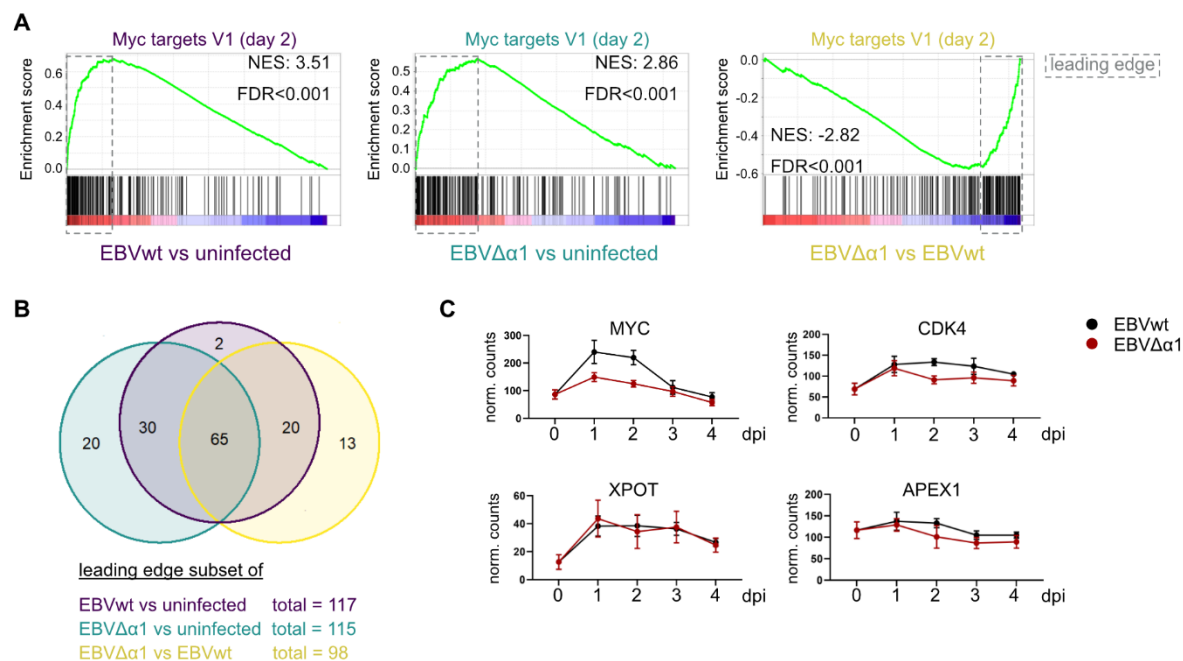 A
Myc targets V1 (day 2)
Myc targets V1 (day 2)
Myc targets V1 (day 2)
leading edge
Enrichment score
0.6
0.4
0.2
0.0
NES: 3.51
FDR<0.001
Enrichment score
0.5
0.4
0.3
0.2
0.1
0.0
NES: 2.86
FDR<0.001
Enrichment score
0.0
-0.2
-0.4
-0.6
NES: -2.82
FDR<0.001
EBVwt vs uninfected
EBVΔα1 vs uninfected
EBVΔα1 vs EBVwt
B
2
20
30
65
20
13
leading edge subset of
EBVwt vs uninfected total = 117
EBVΔα1 vs uninfected total = 115
EBVΔα1 vs EBVwt total = 98
C
MYC
norm. counts
300
200
100
0
0 1 2 3 4 dpi
CDK4
norm. counts
200
150
100
50
0
0 1 2 3 4 dpi
EBVwt
EBVΔα1
XPOT
norm. counts
60
40
20
0
0 1 2 3 4 dpi
APEX1
norm. counts
200
150
100
50
0
0 1 2 3 4 dpi